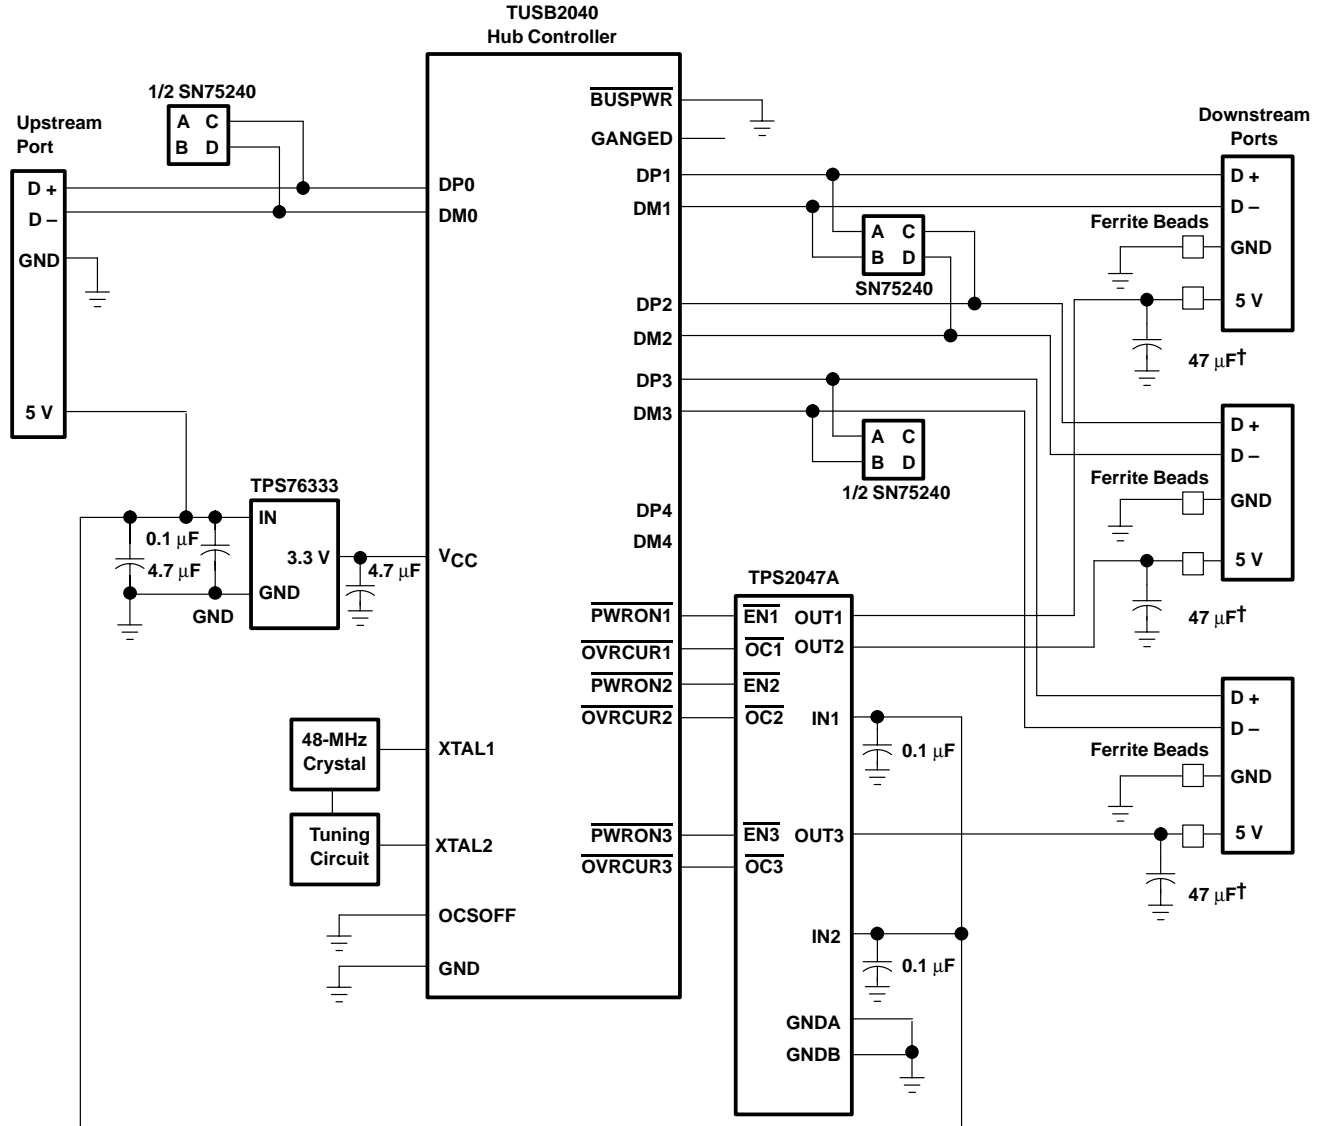 TUSB2040
Hub Controller
1/2 SN75240
A C
B D
Upstream
Port
D +
D –
GND
5 V
BUSPWR
GANGED
DP0
DM0
DP1
DM1
Downstream
Ports
D +
D –
Ferrite Beads
GND
5 V
47 μF†
A C
B D
SN75240
DP2
DM2
DP3
DM3
A C
B D
1/2 SN75240
D +
D –
Ferrite Beads
GND
5 V
47 μF†
DP4
DM4
TPS76333
IN
0.1 μF
4.7 μF
3.3 V
GND
GND
4.7 μF
VCC
TPS2047A
PWRON1
EN1
OUT1
OVRCUR1
OC1
OUT2
PWRON2
EN2
OVRCUR2
OC2
IN1
0.1 μF
D +
D –
Ferrite Beads
GND
5 V
47 μF†
48-MHz
Crystal
XTAL1
Tuning
Circuit
XTAL2
PWRON3
EN3
OUT3
OVRCUR3
OC3
OCSOFF
GND
IN2
0.1 μF
GNDA
GNDB